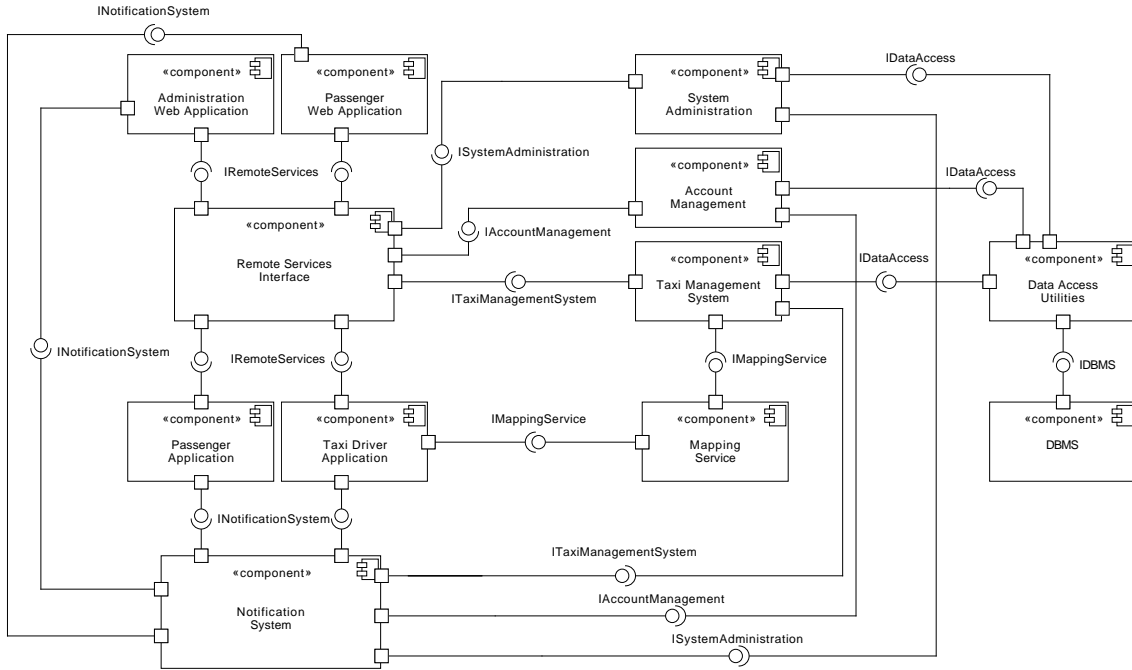 INotificationSystem
«component»
Administration
Web Application
«component»
Passenger
Web Application
«component»
System
Administration
IDataAccess
ISystemAdministration
IRemoteServices
«component»
Account
Management
IDataAccess
«component»
Remote Services
Interface
IAccountManagement
«component»
Taxi Management
System
IDataAccess
«component»
Data Access
Utilities
ITaxiManagementSystem
INotificationSystem
IRemoteServices
IMappingService
IDBMS
«component»
Passenger
Application
«component»
Taxi Driver
Application
IMappingService
«component»
Mapping
Service
«component»
DBMS
INotificationSystem
«component»
Notification
System
ITaxiManagementSystem
IAccountManagement
ISystemAdministration